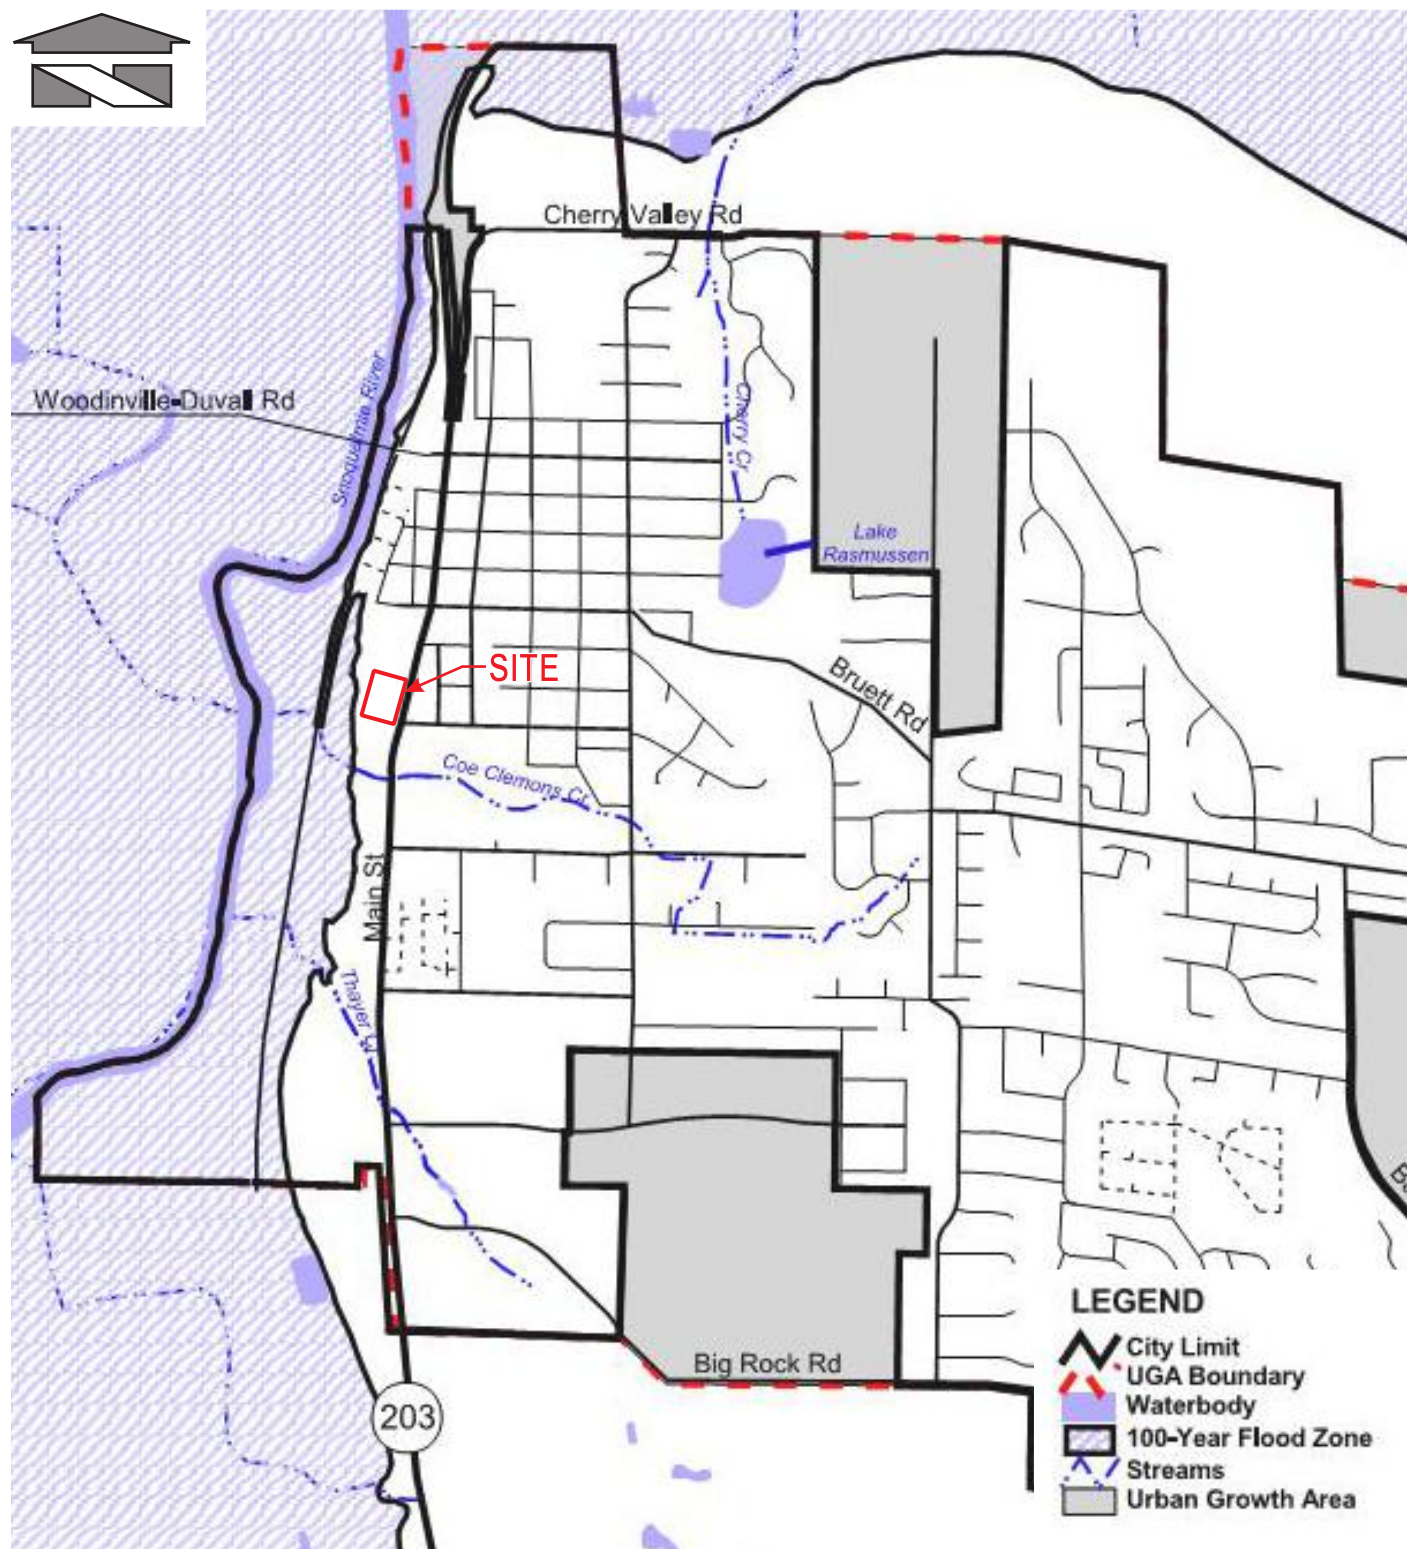 Cherry Valley Rd
Woodinville-Duvall Rd
Snoqualmie River
Cherry Cr
Lake
Rasmussen
SITE
Bruett Rd
Coe Clemons Cr
Main St
Thayer Cr
Big Rock Rd
203
LEGEND
City Limit
UGA Boundary
Waterbody
100-Year Flood Zone
Streams
Urban Growth Area